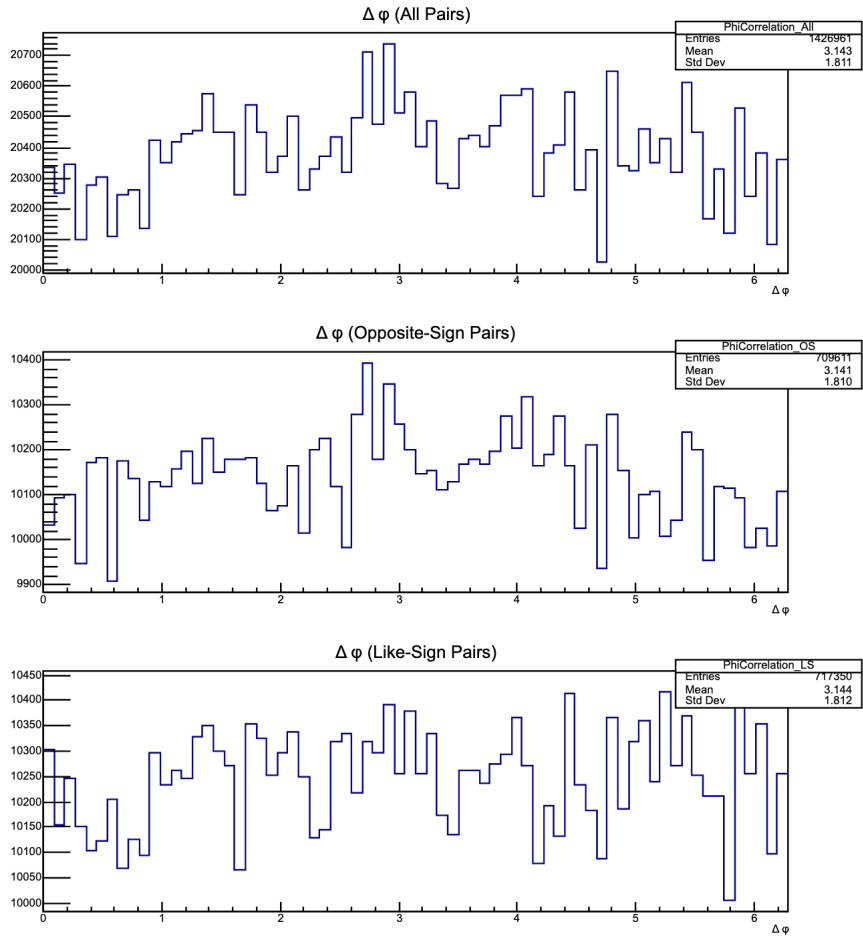 Δ φ (All Pairs)
PhiCorrelation_All
Entries 1426961
Mean 3.143
Std Dev 1.811
20700
20600
20500
20400
20300
20200
20100
20000
0 1 2 3 4 5 6
Δ φ
Δ φ (Opposite-Sign Pairs)
PhiCorrelation_OS
Entries 709611
Mean 3.141
Std Dev 1.810
10400
10300
10200
10100
10000
9900
0 1 2 3 4 5 6
Δ φ
Δ φ (Like-Sign Pairs)
PhiCorrelation_LS
Entries 717350
Mean 3.144
Std Dev 1.812
10450
10400
10350
10300
10250
10200
10150
10100
10050
10000
0 1 2 3 4 5 6
Δ φ